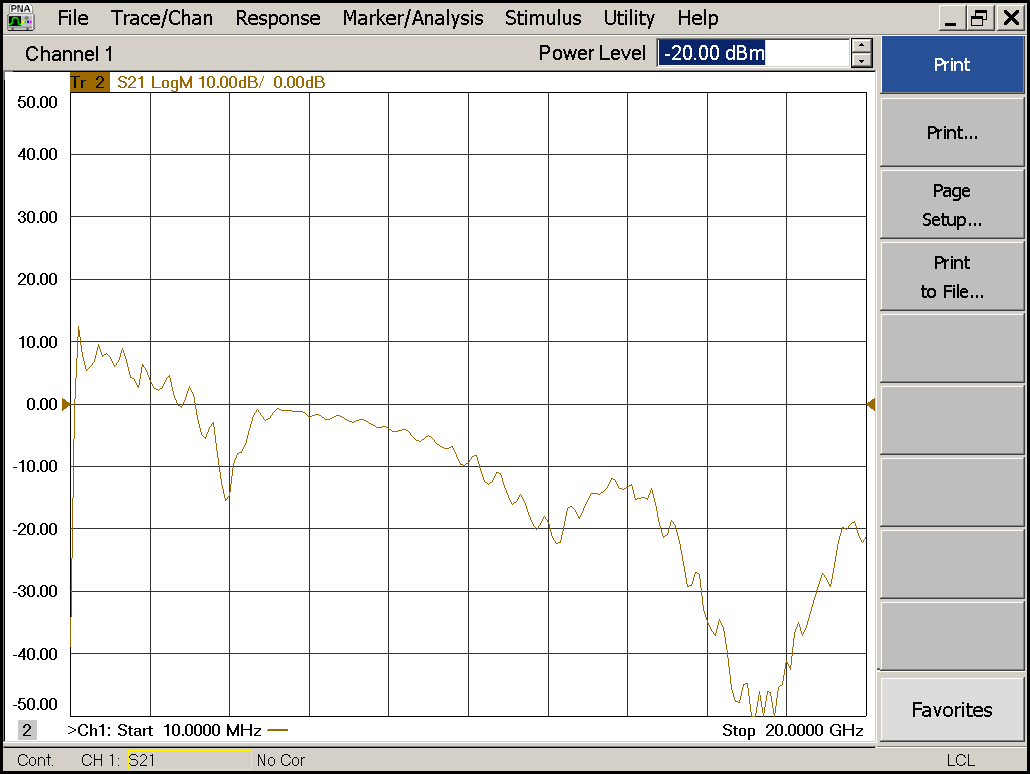 PNA
File Trace/Chan Response Marker/Analysis Stimulus Utility Help
Channel 1
Power Level -20.00 dBm
Print
Tr 2 S21 LogM 10.00dB/ 0.00dB
50.00
40.00
30.00
20.00
10.00
0.00
-10.00
-20.00
-30.00
-40.00
-50.00
Print...
Page
Setup...
Print
to File...
Favorites
2 >Ch1: Start 10.0000 MHz Stop 20.0000 GHz
Cont. CH 1: S21 No Cor LCL